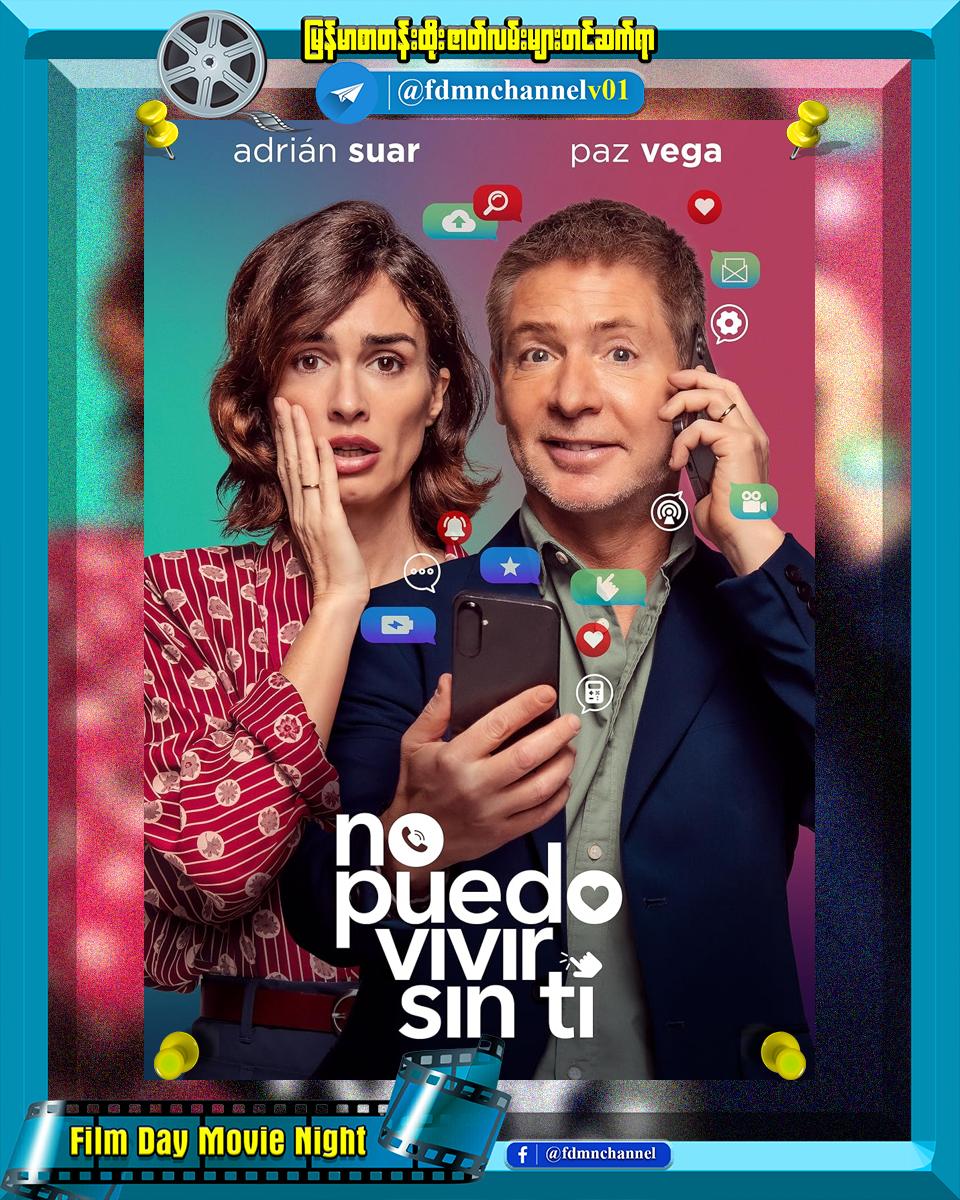 မြန်မာစာတန်းထိုးဇာတ်လမ်းများတင်ဆက်ရာ
@fdmnchannelv01
adrián suar
paz vega
no
puedo
vivir
sin ti
Film Day Movie Night
@fdmnchannel